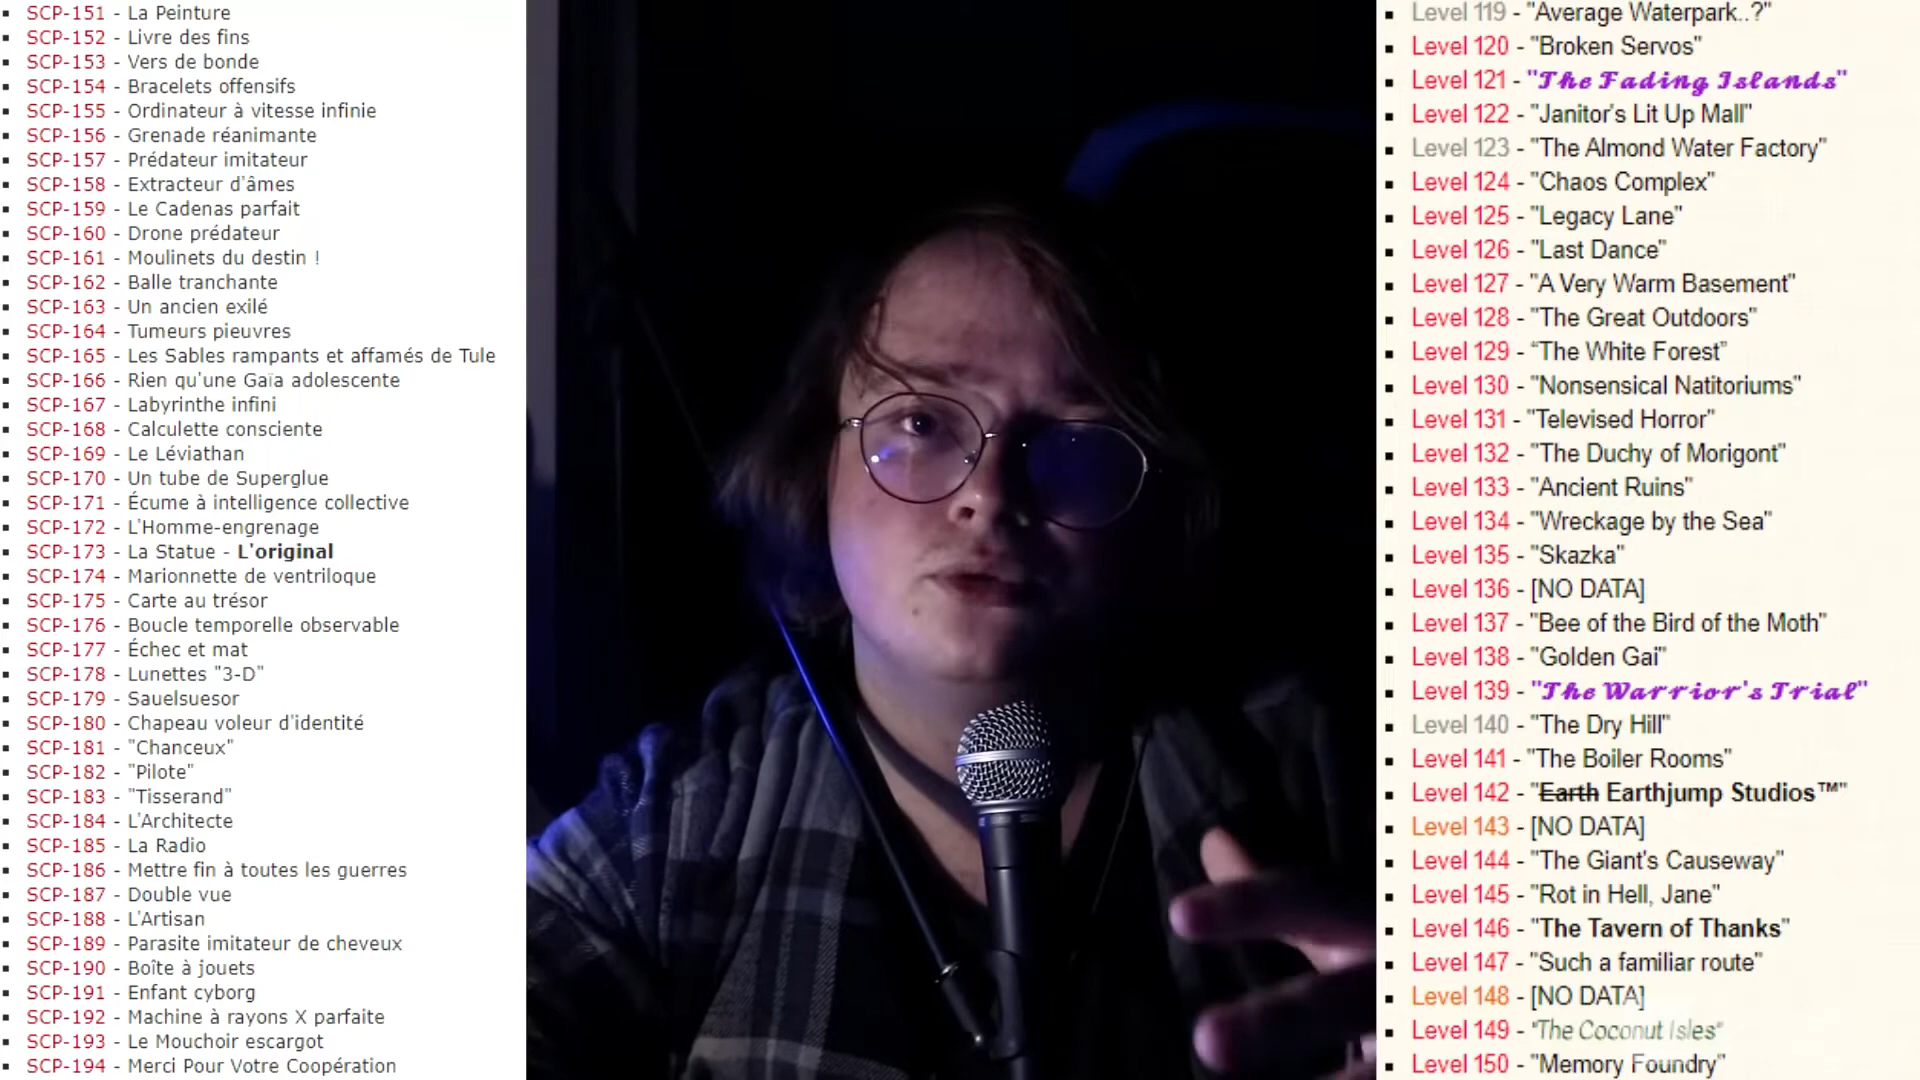 SCP-151 - La Peinture
SCP-152 - Livre des fins
SCP-153 - Vers de bonde
SCP-154 - Bracelets offensifs
SCP-155 - Ordinateur à vitesse infinie
SCP-156 - Grenade réanimante
SCP-157 - Prédateur imitateur
SCP-158 - Extracteur d'âmes
SCP-159 - Le Cadenas parfait
SCP-160 - Drone prédateur
SCP-161 - Moulinets du destin !
SCP-162 - Balle tranchante
SCP-163 - Un ancien exilé
SCP-164 - Tumeurs pieuvres
SCP-165 - Les Sables rampants et affamés de Tule
SCP-166 - Rien qu'une Gaïa adolescente
SCP-167 - Labyrinthe infini
SCP-168 - Calculette consciente
SCP-169 - Le Léviathan
SCP-170 - Un tube de Superglue
SCP-171 - Écume à intelligence collective
SCP-172 - L'Homme-engrenage
SCP-173 - La Statue - L'original
SCP-174 - Marionnette de ventriloque
SCP-175 - Carte au trésor
SCP-176 - Boucle temporelle observable
SCP-177 - Échec et mat
SCP-178 - Lunettes "3-D"
SCP-179 - Sauelsuesor
SCP-180 - Chapeau voleur d'identité
SCP-181 - "Chanceux"
SCP-182 - "Pilote"
SCP-183 - "Tisserand"
SCP-184 - L'Architecte
SCP-185 - La Radio
SCP-186 - Mettre fin à toutes les guerres
SCP-187 - Double vue
SCP-188 - L'Artisan
SCP-189 - Parasite imitateur de cheveux
SCP-190 - Boîte à jouets
SCP-191 - Enfant cyborg
SCP-192 - Machine à rayons X parfaite
SCP-193 - Le Mouchoir escargot
SCP-194 - Merci Pour Votre Coopération
Level 119 - "Average Waterpark..?"
Level 120 - "Broken Servos"
Level 121 - "The Fading Islands"
Level 122 - "Janitor's Lit Up Mall"
Level 123 - "The Almond Water Factory"
Level 124 - "Chaos Complex"
Level 125 - "Legacy Lane"
Level 126 - "Last Dance"
Level 127 - "A Very Warm Basement"
Level 128 - "The Great Outdoors"
Level 129 - “The White Forest”
Level 130 - "Nonsensical Natitoriums"
Level 131 - "Televised Horror"
Level 132 - "The Duchy of Morigont"
Level 133 - "Ancient Ruins"
Level 134 - "Wreckage by the Sea"
Level 135 - "Skazka"
Level 136 - [NO DATA]
Level 137 - "Bee of the Bird of the Moth"
Level 138 - "Golden Gai"
Level 139 - "The Warrior's Trial"
Level 140 - "The Dry Hill"
Level 141 - "The Boiler Rooms"
Level 142 - "Earth Earthjump Studios™"
Level 143 - [NO DATA]
Level 144 - "The Giant's Causeway"
Level 145 - "Rot in Hell, Jane"
Level 146 - "The Tavern of Thanks"
Level 147 - "Such a familiar route"
Level 148 - [NO DATA]
Level 149 - "The Coconut Isles"
Level 150 - "Memory Foundry"